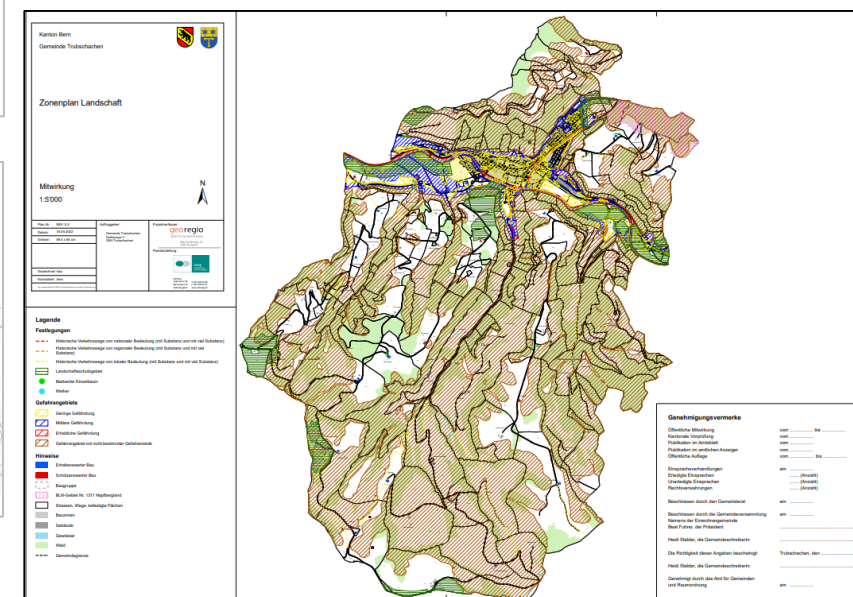 Kanton Bern
Gemeinde Trubschachen
Zonenplan Landschaft
Mitwirkung
1:5'000
N
Plan Nr.
Datum
Auftraggeber
georegio
Legende
Festlegungen
Historische Verkehrswege von nationaler Bedeutung (mit Substanz und mit viel Substanz)
Historische Verkehrswege von regionaler Bedeutung (mit Substanz und mit viel
Substanz)
Historische Verkehrswege von lokaler Bedeutung (mit Substanz und mit viel Substanz)
Landschaftsschutzgebiet
Markante Einzelbaum
Weiher
Gefahrengebiete
Geringe Gefährdung
Mittlere Gefährdung
Erhebliche Gefährdung
Gefahrengebiet mit nicht bestimmter Gefahrenstufe
Hinweise
Erhaltenswerter Bau
Schützenswerter Bau
Baugruppe
BLN-Gebiet Nr. 1311 Napfbergland
Strassen, Wege, befestigte Flächen
Bauzonen
Gebäude
Gewässer
Wald
Gemeindegrenze
Genehmigungsvermerke
Öffentliche Mitwirkung vom ............... bis ...............
Kantonale Vorprüfung vom ...............
Publikation im Amtsblatt vom ...............
Publikation im amtlichen Anzeiger vom ...............
Öffentliche Auflage vom ............... bis ...............
Einspracheverhandlungen am ...............
Erledigte Einsprachen ...... (Anzahl)
Unerledigte Einsprachen ...... (Anzahl)
Rechtsverwahrungen ...... (Anzahl)
Beschlossen durch den Gemeinderat am ...............
Beschlossen durch die Gemeindeversammlung am ...............
Namens der Einwohnergemeinde
Beat Fuhrer, der Präsident
Heidi Stalder, die Gemeindeschreiberin
Die Richtigkeit dieser Angaben bescheinigt: Trubschachen, den ...............
Heidi Stalder, die Gemeindeschreiberin
Genehmigt durch das Amt für Gemeinden
und Raumordnung am ...............